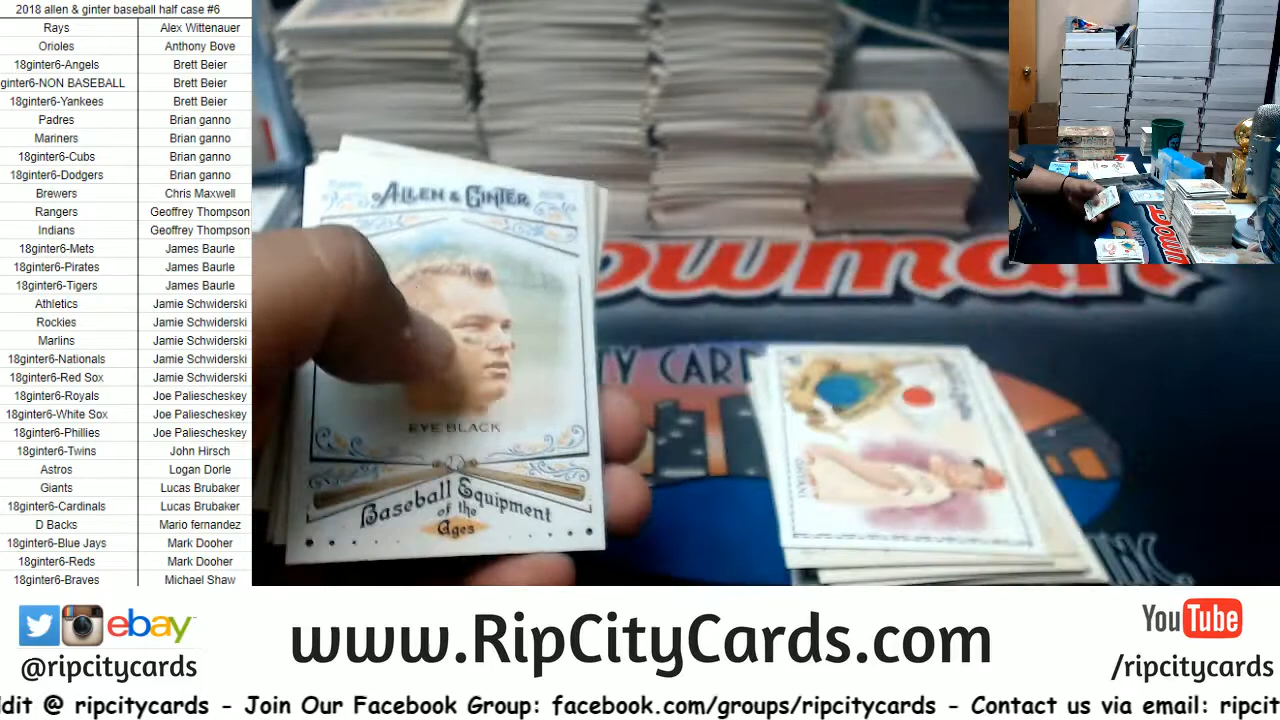 2018 allen & ginter baseball half case #6
Rays Alex Wittenauer
Orioles Anthony Bove
18ginter6-Angels Brett Beier
ginter6-NON BASEBALL Brett Beier
18ginter6-Yankees Brett Beier
Padres Brian ganno
Mariners Brian ganno
18ginter6-Cubs Brian ganno
18ginter6-Dodgers Brian ganno
Brewers Chris Maxwell
Rangers Geoffrey Thompson
Indians Geoffrey Thompson
18ginter6-Mets James Baurle
18ginter6-Pirates James Baurle
18ginter6-Tigers James Baurle
Athletics Jamie Schwiderski
Rockies Jamie Schwiderski
Marlins Jamie Schwiderski
18ginter6-Nationals Jamie Schwiderski
18ginter6-Red Sox Jamie Schwiderski
18ginter6-Royals Joe Paliescheskey
18ginter6-White Sox Joe Paliescheskey
18ginter6-Phillies Joe Paliescheskey
18ginter6-Twins John Hirsch
Astros Logan Dorle
Giants Lucas Brubaker
18ginter6-Cardinals Lucas Brubaker
D Backs Mario fernandez
18ginter6-Blue Jays Mark Dooher
18ginter6-Reds Mark Dooher
18ginter6-Braves Michael Shaw
ALLEN & GINTER
EYE BLACK
Baseball Equipment
of the
Ages
owman
TY CARD
OHTANI
ebay
@ripcitycards
www.RipCityCards.com
YouTube
/ripcitycards
ddit @ ripcitycards - Join Our Facebook Group: facebook.com/groups/ripcitycards - Contact us via email: ripcit